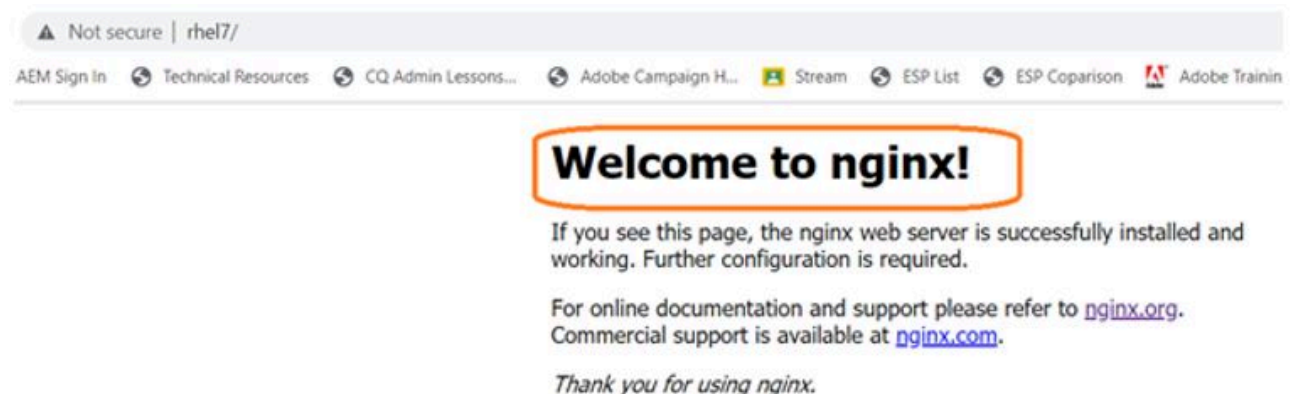 Not secure | rhel7/
AEM Sign In Technical Resources CQ Admin Lessons... Adobe Campaign H... Stream ESP List ESP Coparison Adobe Trainin
Welcome to nginx!
If you see this page, the nginx web server is successfully installed and
working. Further configuration is required.
For online documentation and support please refer to nginx.org.
Commercial support is available at nginx.com.
Thank you for using nginx.